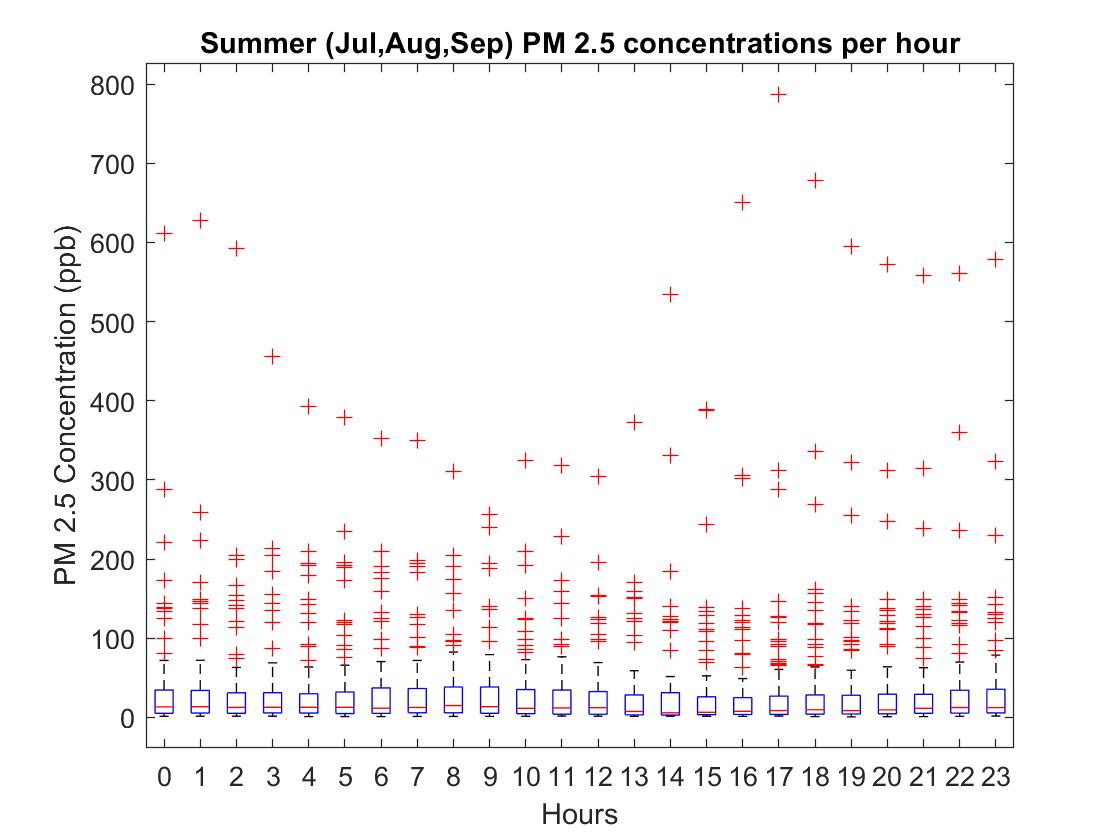 Summer (Jul,Aug,Sep) PM 2.5 concentrations per hour
PM 2.5 Concentration (ppb)
800
700
600
500
400
300
200
100
0
0 1 2 3 4 5 6 7 8 9 10 11 12 13 14 15 16 17 18 19 20 21 22 23
Hours